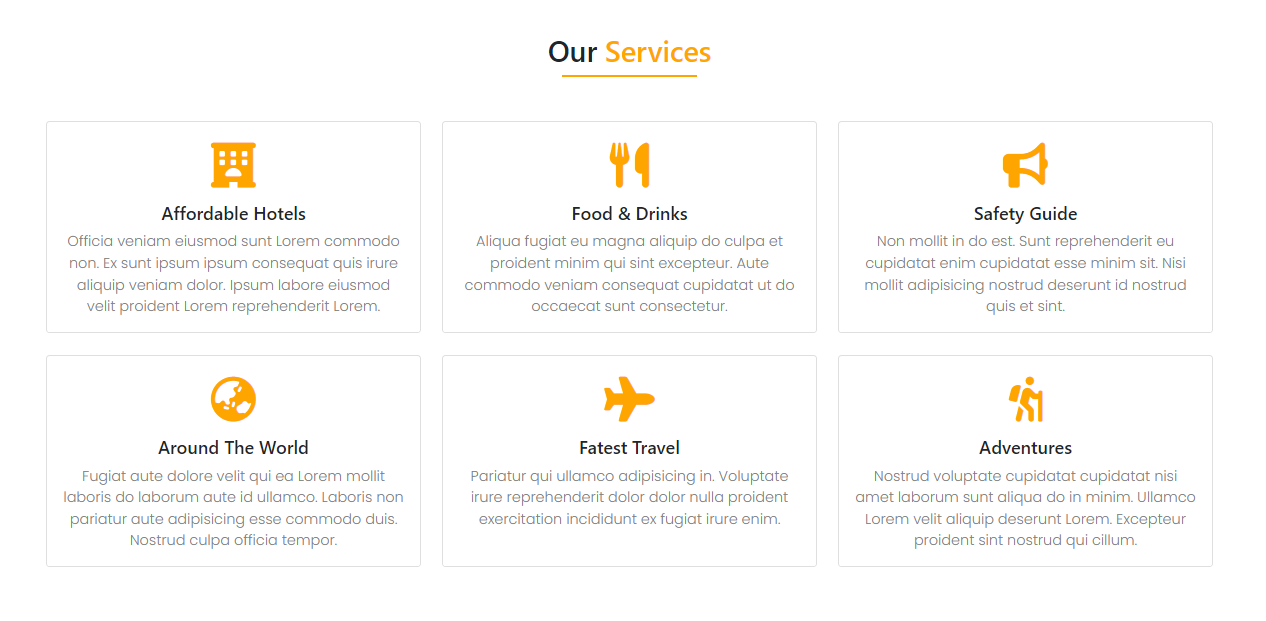 Our Services
Affordable Hotels
Officia veniam eiusmod sunt Lorem commodo
non. Ex sunt ipsum ipsum consequat quis irure
aliquip veniam dolor. Ipsum labore eiusmod
velit proident Lorem reprehenderit Lorem.
Food & Drinks
Aliqua fugiat eu magna aliquip do culpa et
proident minim qui sint excepteur. Aute
commodo veniam consequat cupidatat ut do
occaecat sunt consectetur.
Safety Guide
Non mollit in do est. Sunt reprehenderit eu
cupidatat enim cupidatat esse minim sit. Nisi
mollit adipisicing nostrud deserunt id nostrud
quis et sint.
Around The World
Fugiat aute dolore velit qui ea Lorem mollit
laboris do laborum aute id ullamco. Laboris non
pariatur aute adipisicing esse commodo duis.
Nostrud culpa officia tempor.
Fatest Travel
Pariatur qui ullamco adipisicing in. Voluptate
irure reprehenderit dolor dolor nulla proident
exercitation incididunt ex fugiat irure enim.
Adventures
Nostrud voluptate cupidatat cupidatat nisi
amet laborum sunt aliqua do in minim. Ullamco
Lorem velit aliquip deserunt Lorem. Excepteur
proident sint nostrud qui cillum.